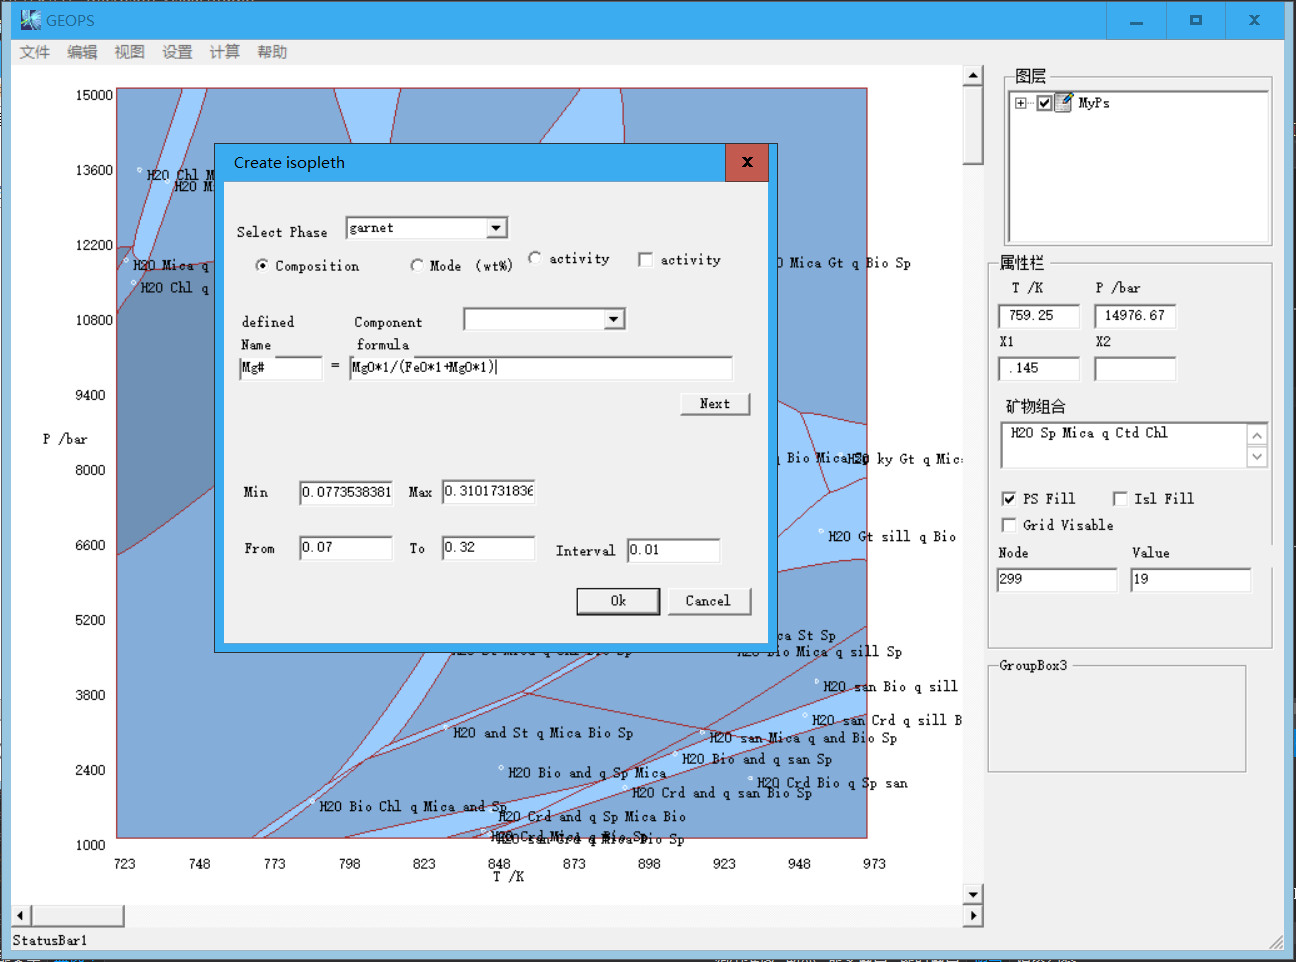 GEOPS
文件 编辑 视图 设置 计算 帮助
15000
13600
12200
10800
9400
P /bar
8000
6600
5200
3800
2400
1000
723 748 773 798 823 848 873 898 923 948 973
T /K
H2O Chl M
H2O M
H2O Mica q
H2O Chl q
O Mica Gt q Bio Sp
q Bio Mica Sp
H2O ky Gt q Mic
H2O Gt sill q Bio
ca St Sp
H2O Bio Mica q sill Sp
H2O St Mica q Chl Bio Sp
H2O san Bio q sill
H2O san Crd q sill B
H2O and St q Mica Bio Sp
H2O san Mica q and Bio Sp
H2O Bio and q san Sp
H2O Bio and q Sp Mica
H2O Crd Bio q Sp san
H2O Crd and q san Bio Sp
H2O Bio Chl q Mica and Sp
H2O Crd and q Sp Mica Bio
H2O Crd Mica q Bio Sp
H2O san Crd q Mica Bio Sp
Create isopleth
Select Phase garnet
Composition Mode (wt%) activity activity
defined Component
Name formula
Mg# = MgO*1/(FeO*1+MgO*1)
Next
Min 0.0773538381 Max 0.3101731836
From 0.07 To 0.32 Interval 0.01
Ok Cancel
图层
MyPs
属性栏
T /K P /bar
759.25 14976.67
X1 X2
.145
矿物组合
H2O Sp Mica q Ctd Chl
PS Fill Isl Fill
Grid Visable
Node Value
299 19
GroupBox3
StatusBar1